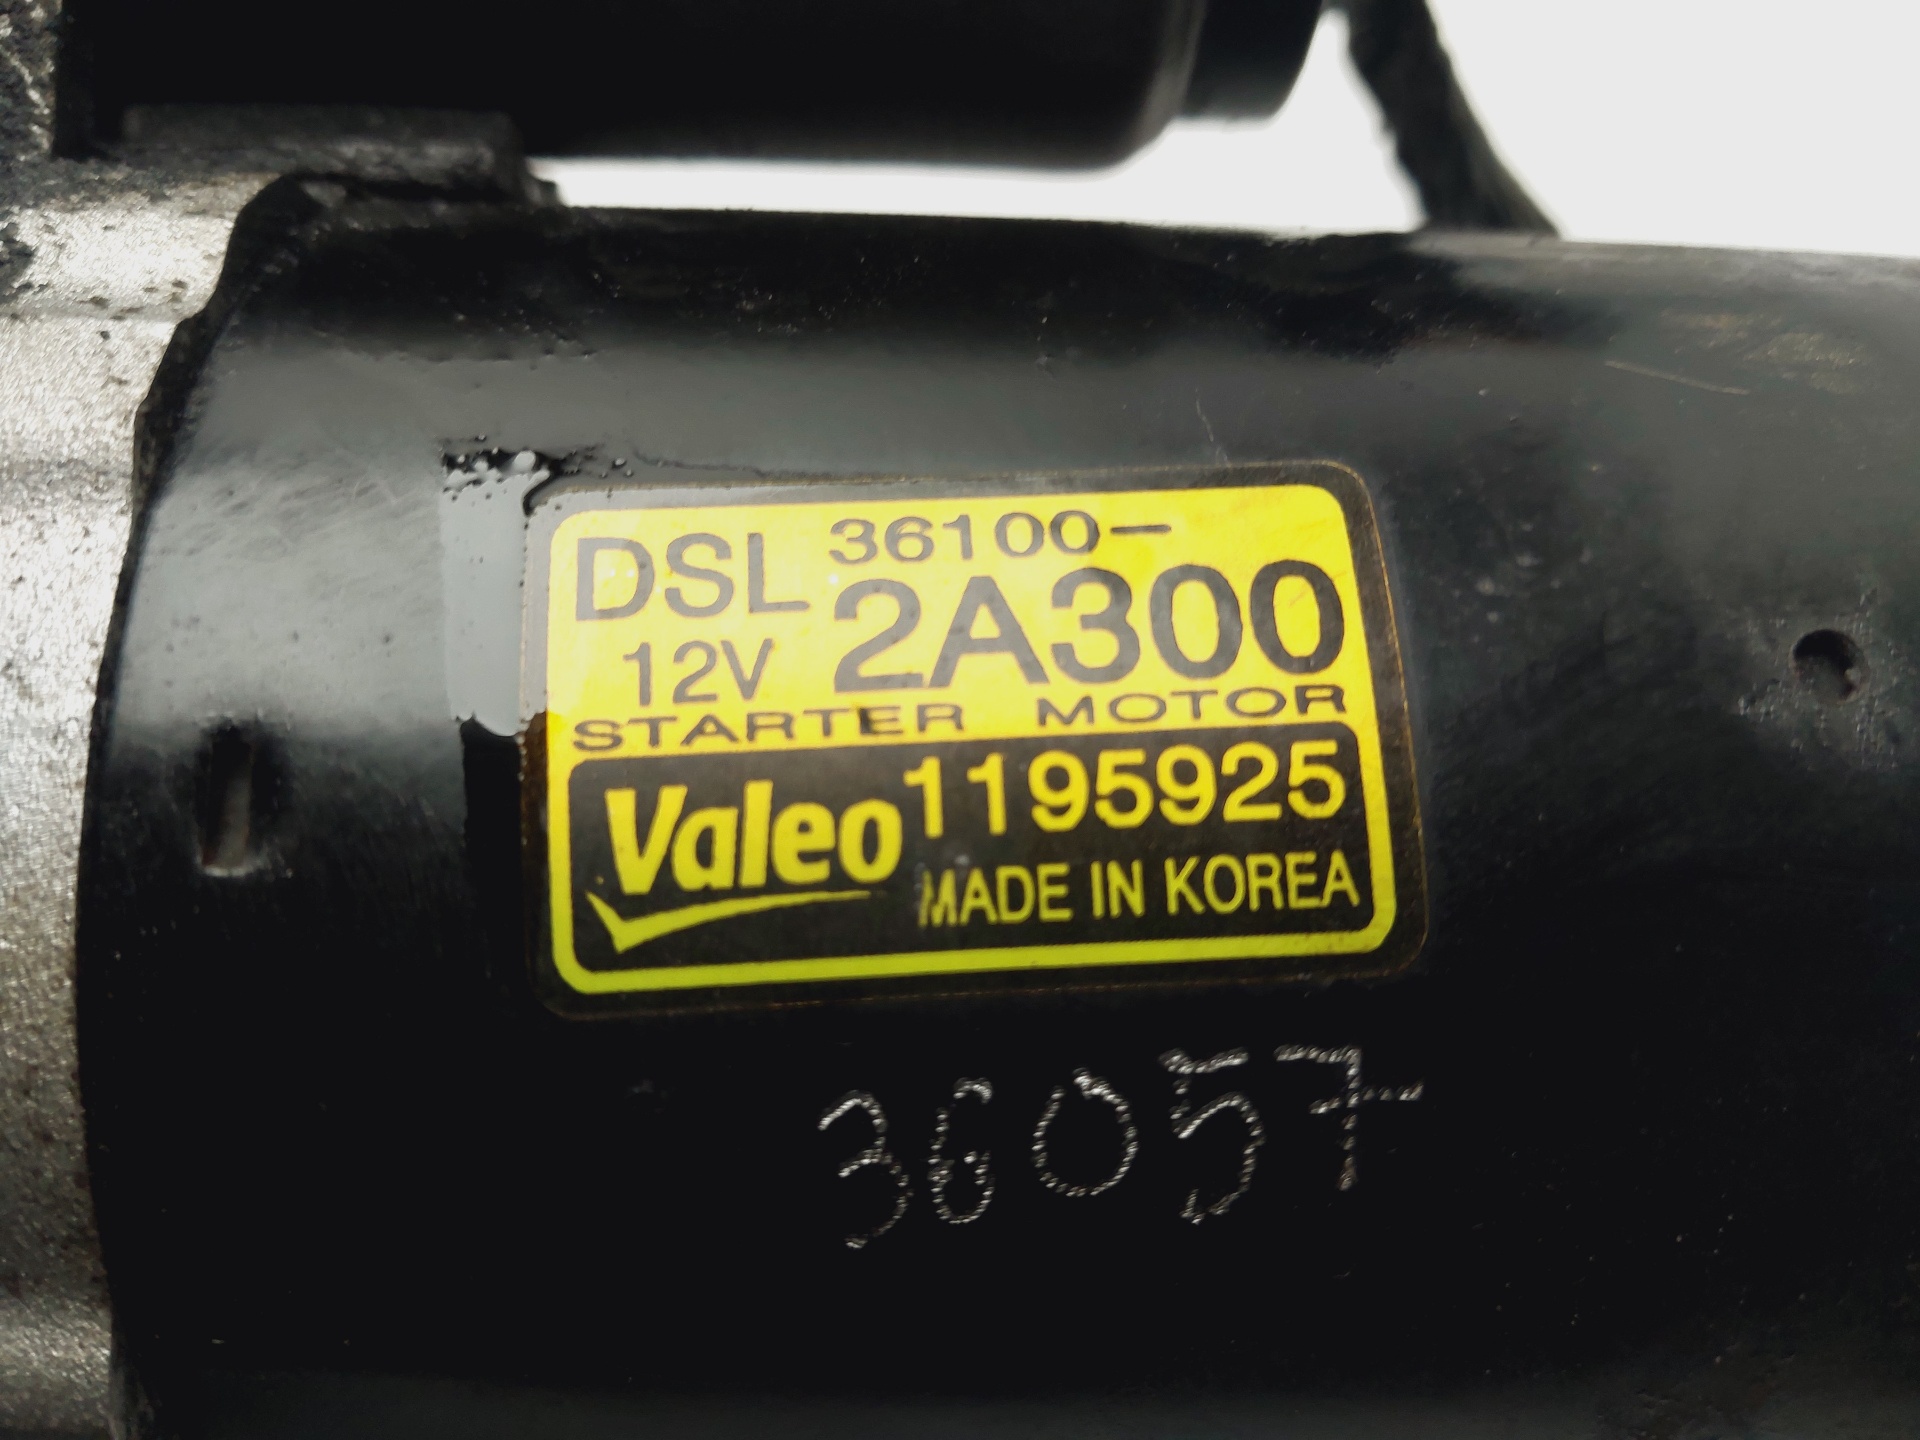 DSL 36100-
12V 2A300
STARTER MOTOR
Valeo 1195925
MADE IN KOREA
36057